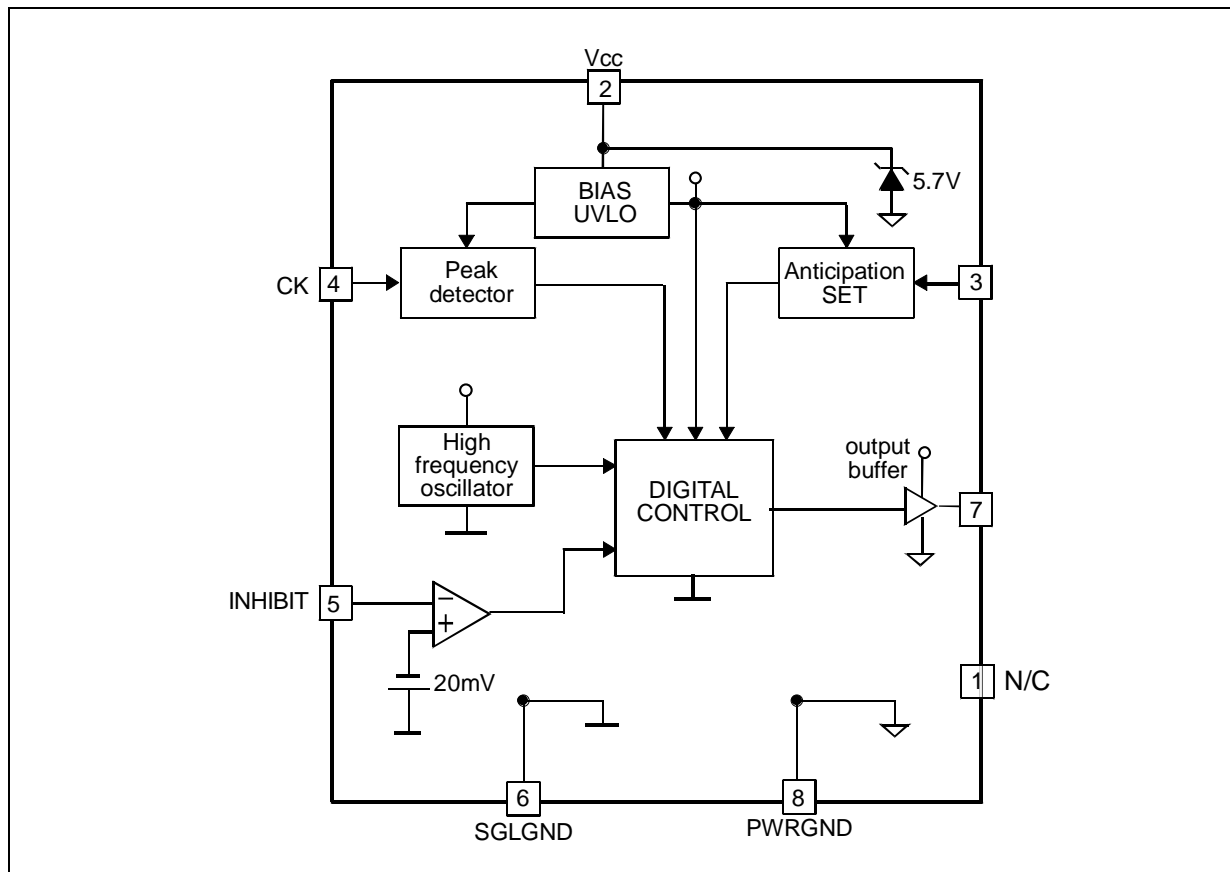 Vcc
2
BIAS
UVLO
5.7V
CK
4
Peak
detector
Anticipation
SET
3
High
frequency
oscillator
DIGITAL
CONTROL
output
buffer
7
INHIBIT
5
−
+
20mV
1
N/C
6
SGLGND
8
PWRGND